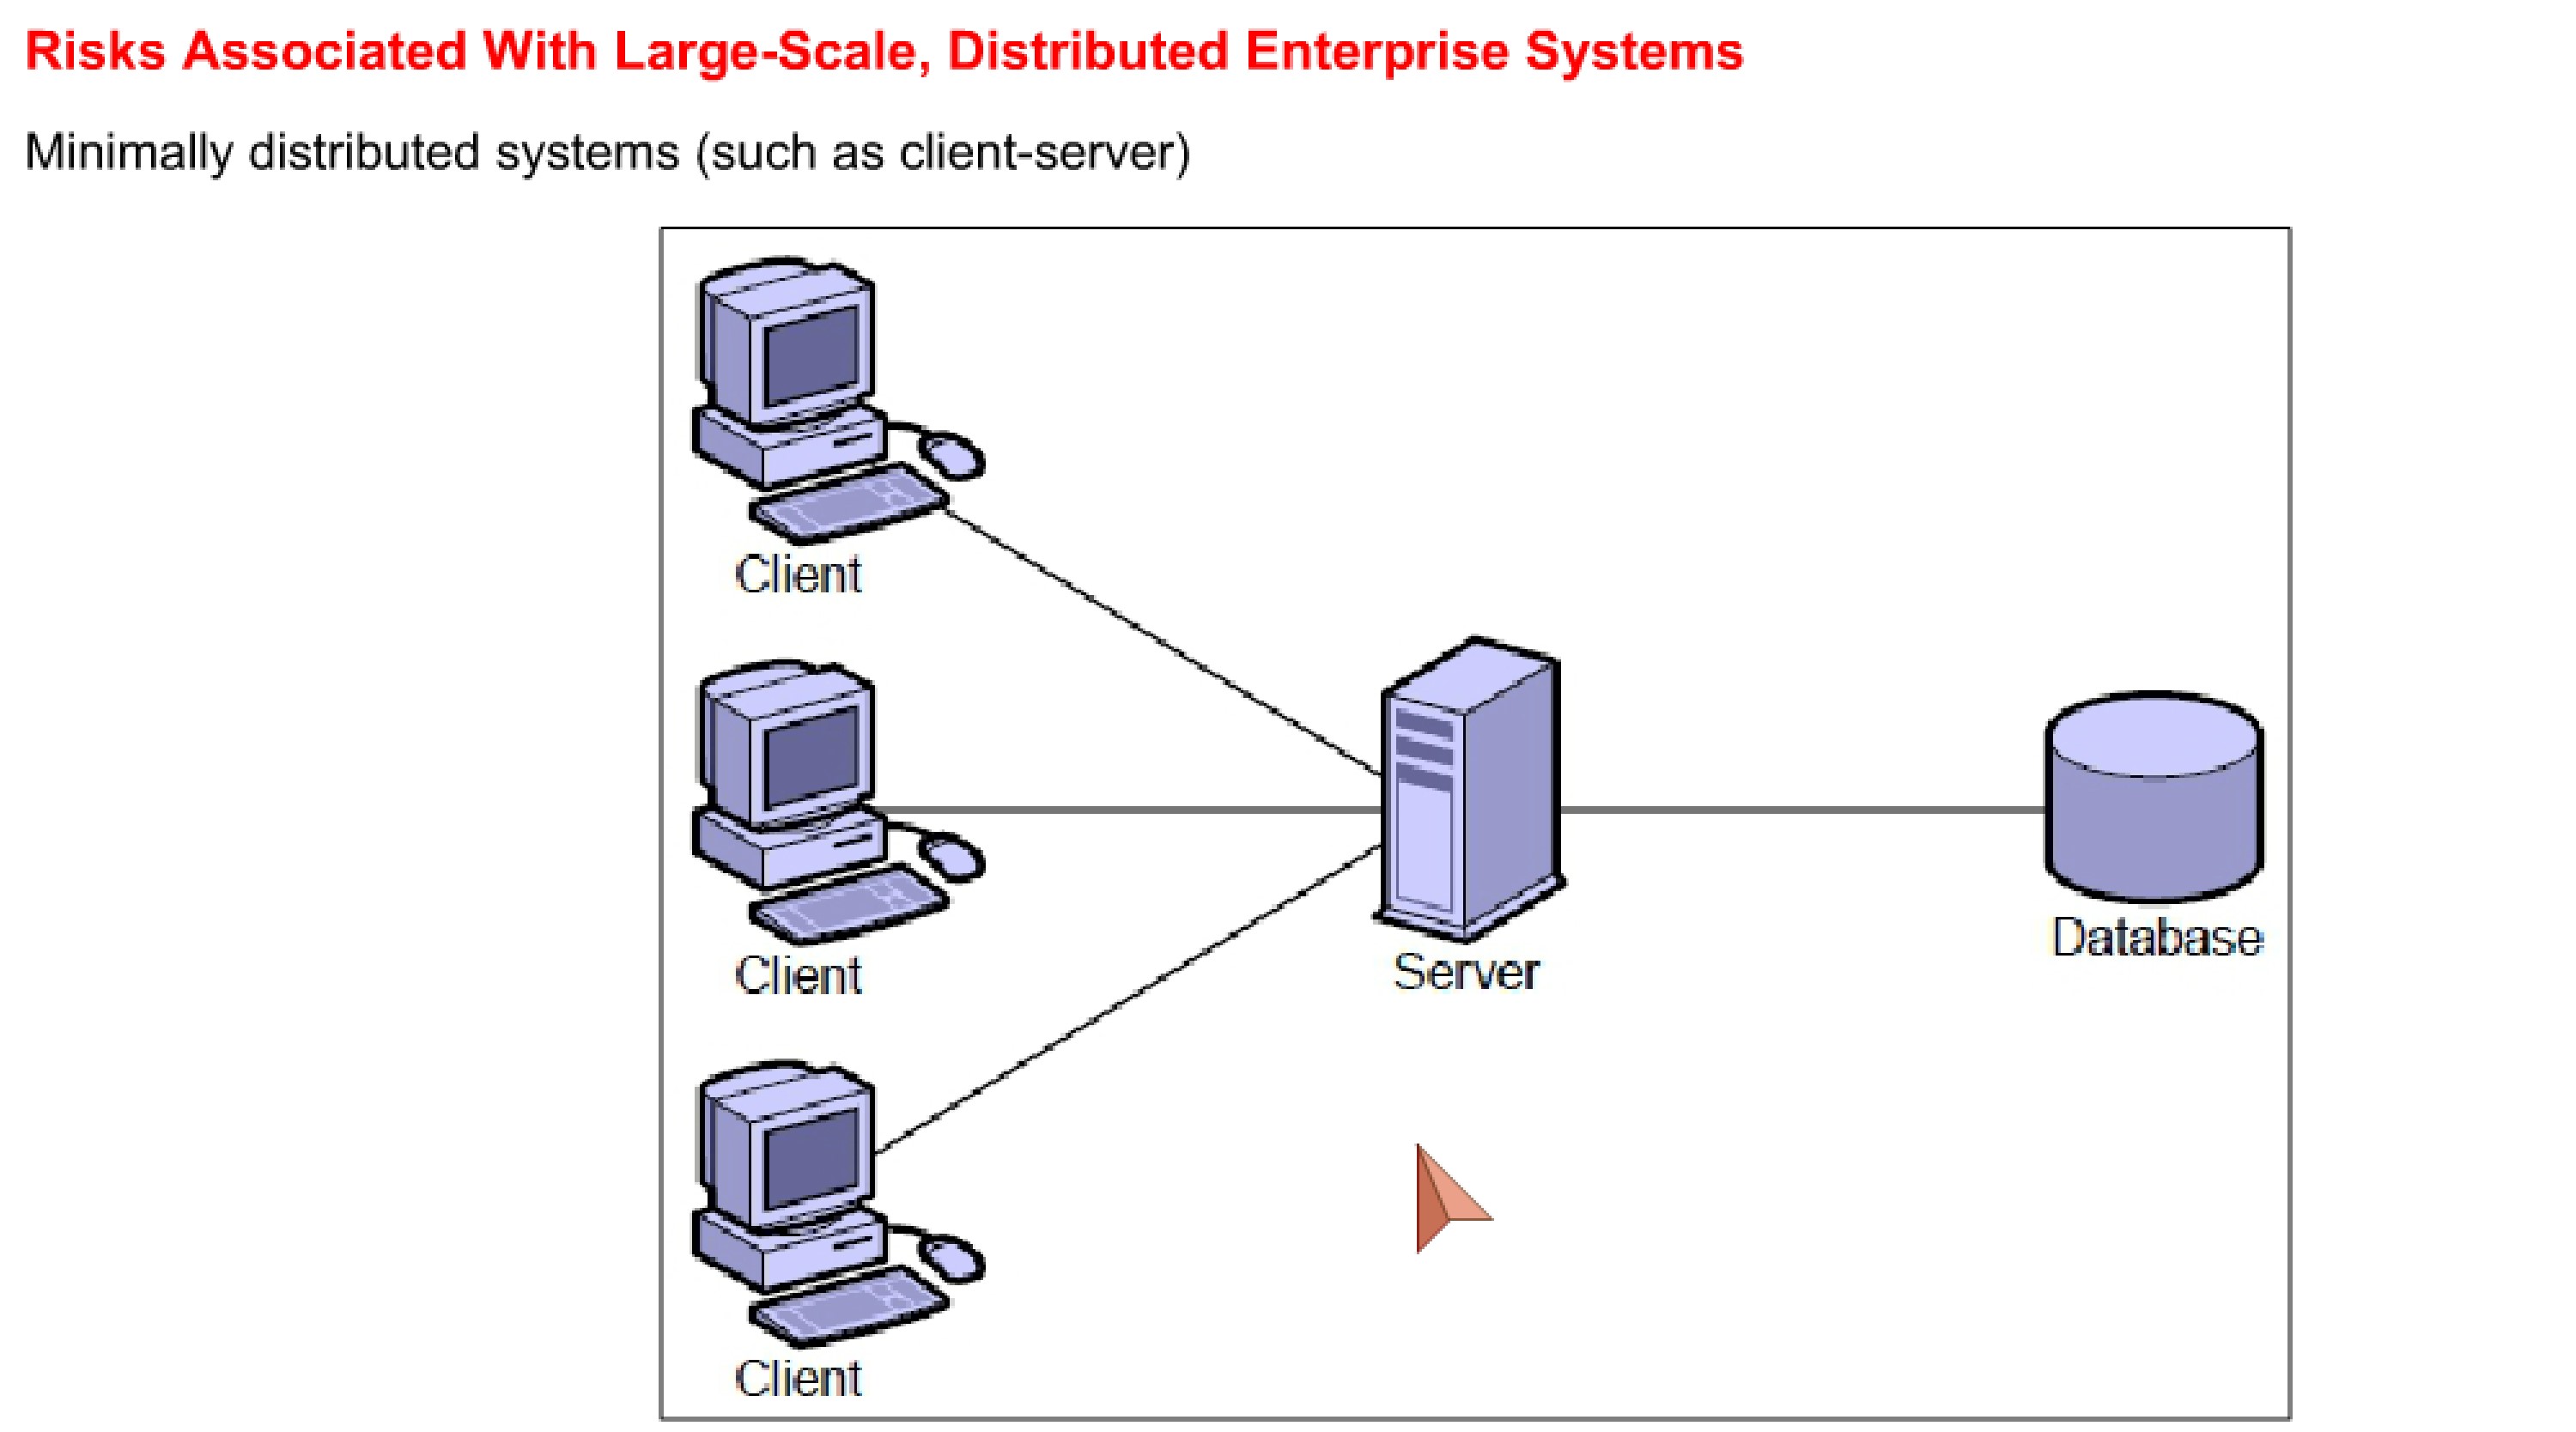 Risks Associated With Large-Scale, Distributed Enterprise Systems
Minimally distributed systems (such as client-server)
Client
Client
Server
Database
Client